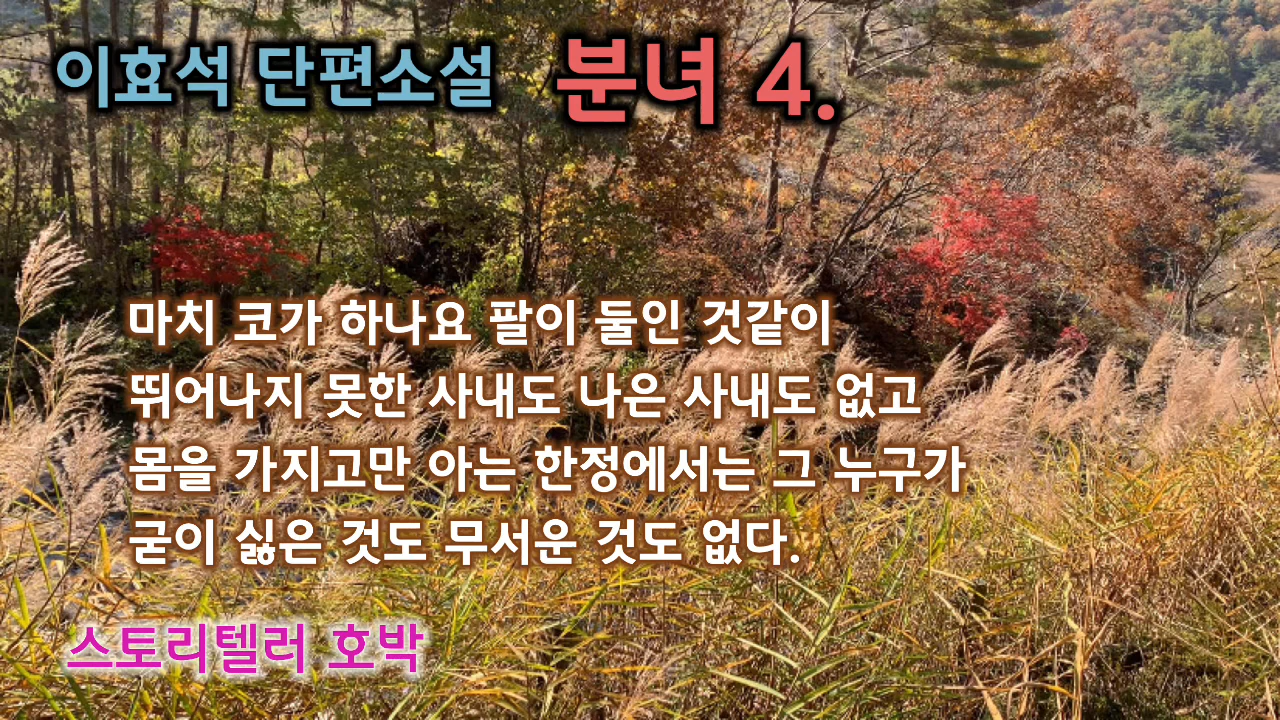 이효석 단편소설 분녀 4.
마치 코가 하나요 팔이 둘인 것같이
뛰어나지 못한 사내도 나은 사내도 없고
몸을 가지고만 아는 한정에서는 그 누구가
굳이 싫은 것도 무서운 것도 없다.
스토리텔러 호박